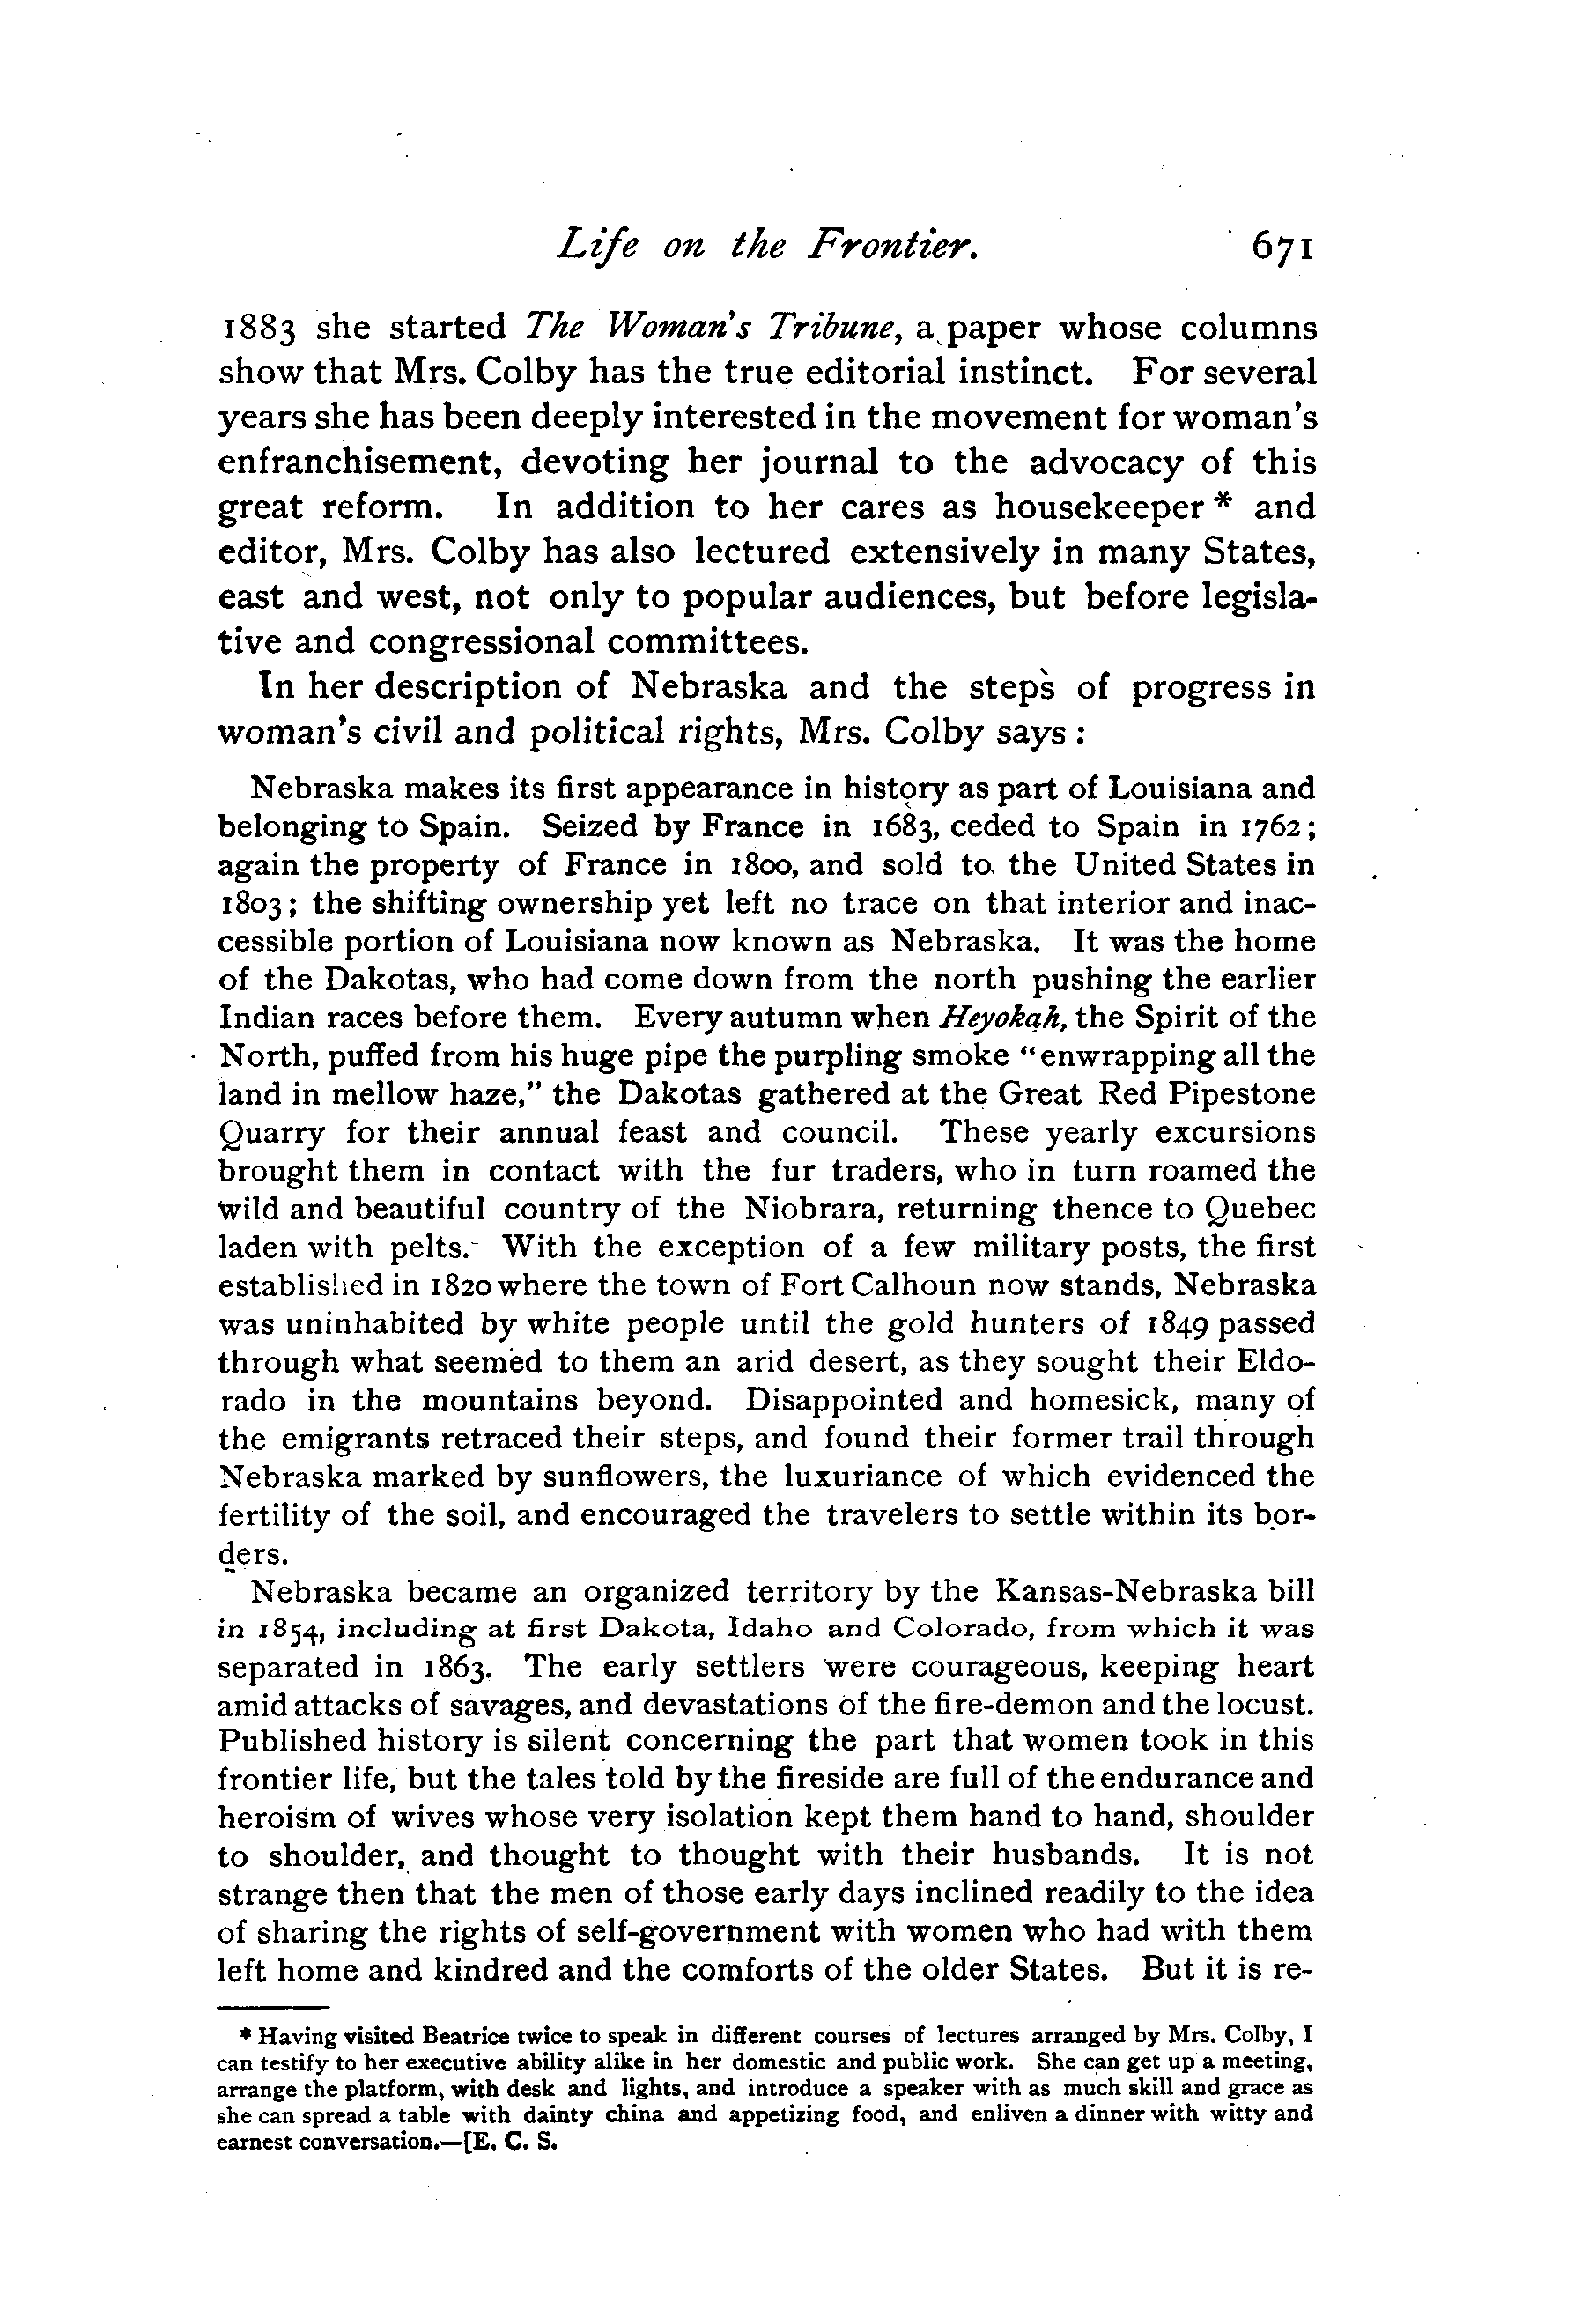 Life on the Frontier. 671
1883 she started The Woman's Tribune, a paper whose columns
show that Mrs. Colby has the true editorial instinct. For several
years she has been deeply interested in the movement for woman's
enfranchisement, devoting her journal to the advocacy of this
great reform. In addition to her cares as housekeeper * and
editor, Mrs. Colby has also lectured extensively in many States,
east and west, not only to popular audiences, but before legisla-
tive and congressional committees.
In her description of Nebraska and the steps of progress in
woman's civil and political rights, Mrs. Colby says :
Nebraska makes its first appearance in history as part of Louisiana and
belonging to Spain. Seized by France in 1683, ceded to Spain in 1762;
again the property of France in 1800, and sold to the United States in
1803; the shifting ownership yet left no trace on that interior and inac-
cessible portion of Louisiana now known as Nebraska. It was the home
of the Dakotas, who had come down from the north pushing the earlier
Indian races before them. Every autumn when Heyokah, the Spirit of the
North, puffed from his huge pipe the purpling smoke "enwrapping all the
land in mellow haze," the Dakotas gathered at the Great Red Pipestone
Quarry for their annual feast and council. These yearly excursions
brought them in contact with the fur traders, who in turn roamed the
wild and beautiful country of the Niobrara, returning thence to Quebec
laden with pelts. With the exception of a few military posts, the first
established in 1820 where the town of Fort Calhoun now stands, Nebraska
was uninhabited by white people until the gold hunters of 1849 passed
through what seemed to them an arid desert, as they sought their Eldo-
rado in the mountains beyond. Disappointed and homesick, many of
the emigrants retraced their steps, and found their former trail through
Nebraska marked by sunflowers, the luxuriance of which evidenced the
fertility of the soil, and encouraged the travelers to settle within its bor-
ders.
Nebraska became an organized territory by the Kansas-Nebraska bill
in 1854, including at first Dakota, Idaho and Colorado, from which it was
separated in 1863. The early settlers were courageous, keeping heart
amid attacks of savages, and devastations of the fire-demon and the locust.
Published history is silent concerning the part that women took in this
frontier life, but the tales told by the fireside are full of the endurance and
heroism of wives whose very isolation kept them hand to hand, shoulder
to shoulder, and thought to thought with their husbands. It is not
strange then that the men of those early days inclined readily to the idea
of sharing the rights of self-government with women who had with them
left home and kindred and the comforts of the older States. But it is re-
* Having visited Beatrice twice to speak in different courses of lectures arranged by Mrs. Colby, I
can testify to her executive ability alike in her domestic and public work. She can get up a meeting,
arrange the platform, with desk and lights, and introduce a speaker with as much skill and grace as
she can spread a table with dainty china and appetizing food, and enliven a dinner with witty and
earnest conversation.—[E. C. S.